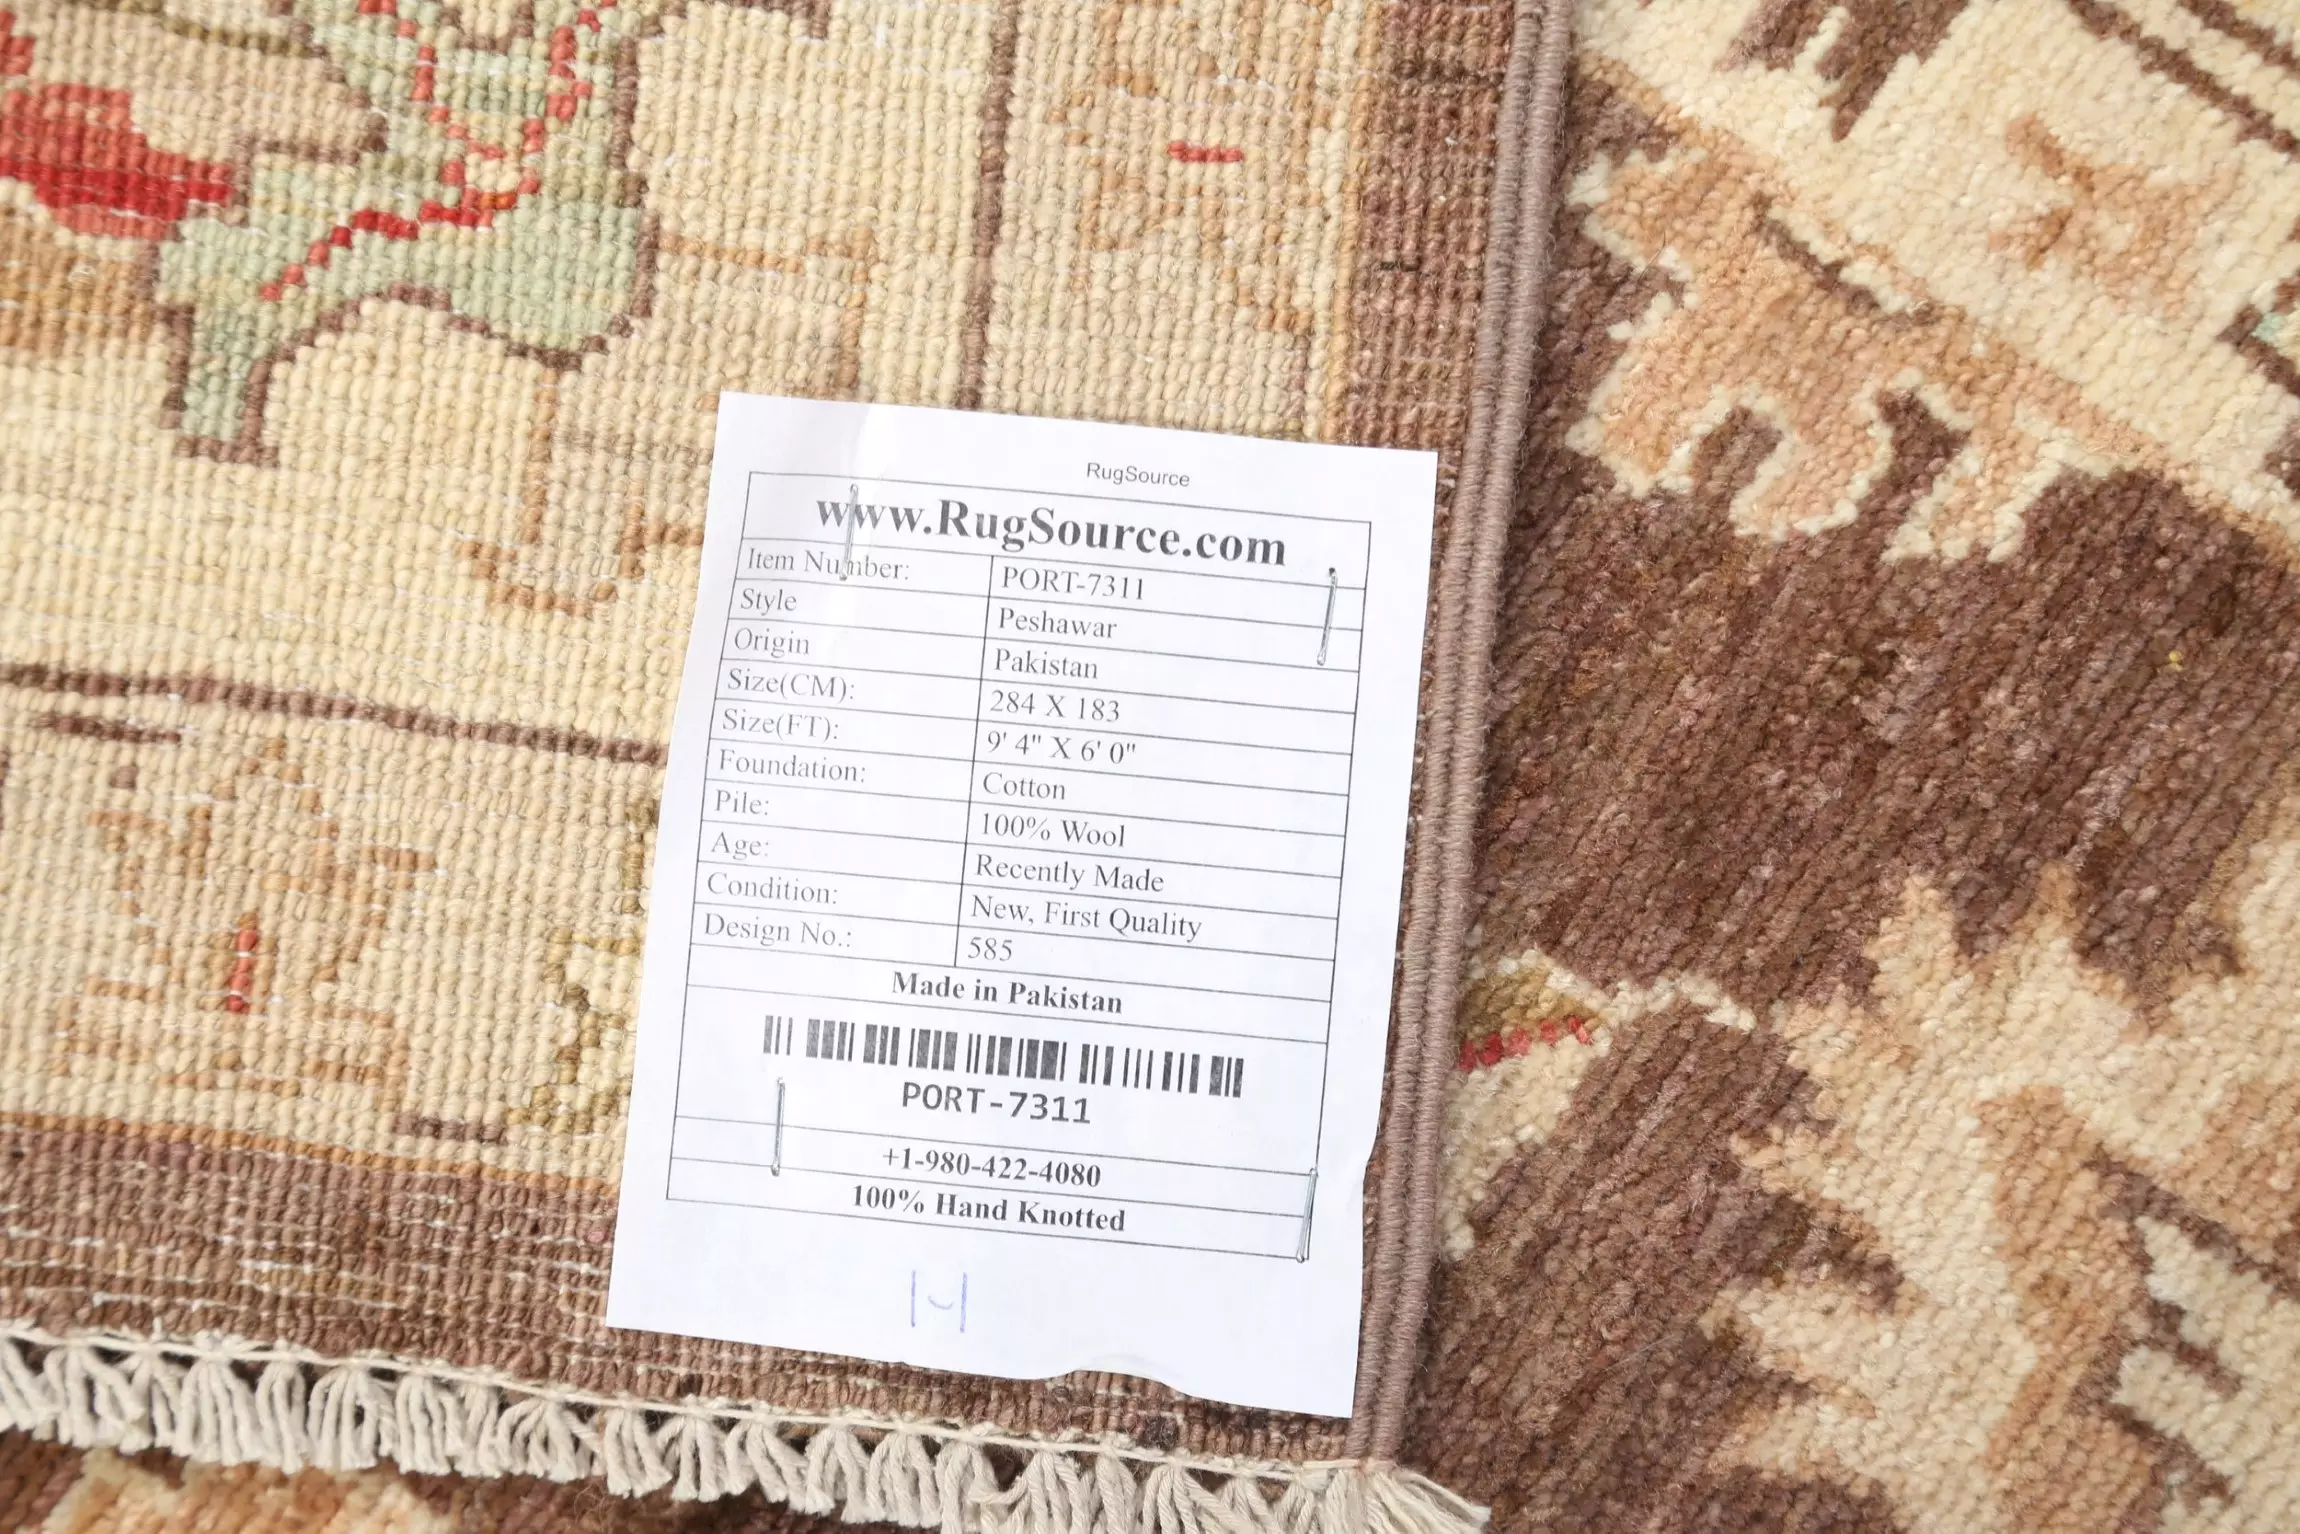 RugSource
www.RugSource.com
Item Number: PORT-7311
Style Peshawar
Origin Pakistan
Size(CM): 284 X 183
Size(FT): 9' 4" X 6' 0"
Foundation: Cotton
Pile: 100% Wool
Age: Recently Made
Condition: New, First Quality
Design No.: 585
Made in Pakistan
PORT-7311
+1-980-422-4080
100% Hand Knotted